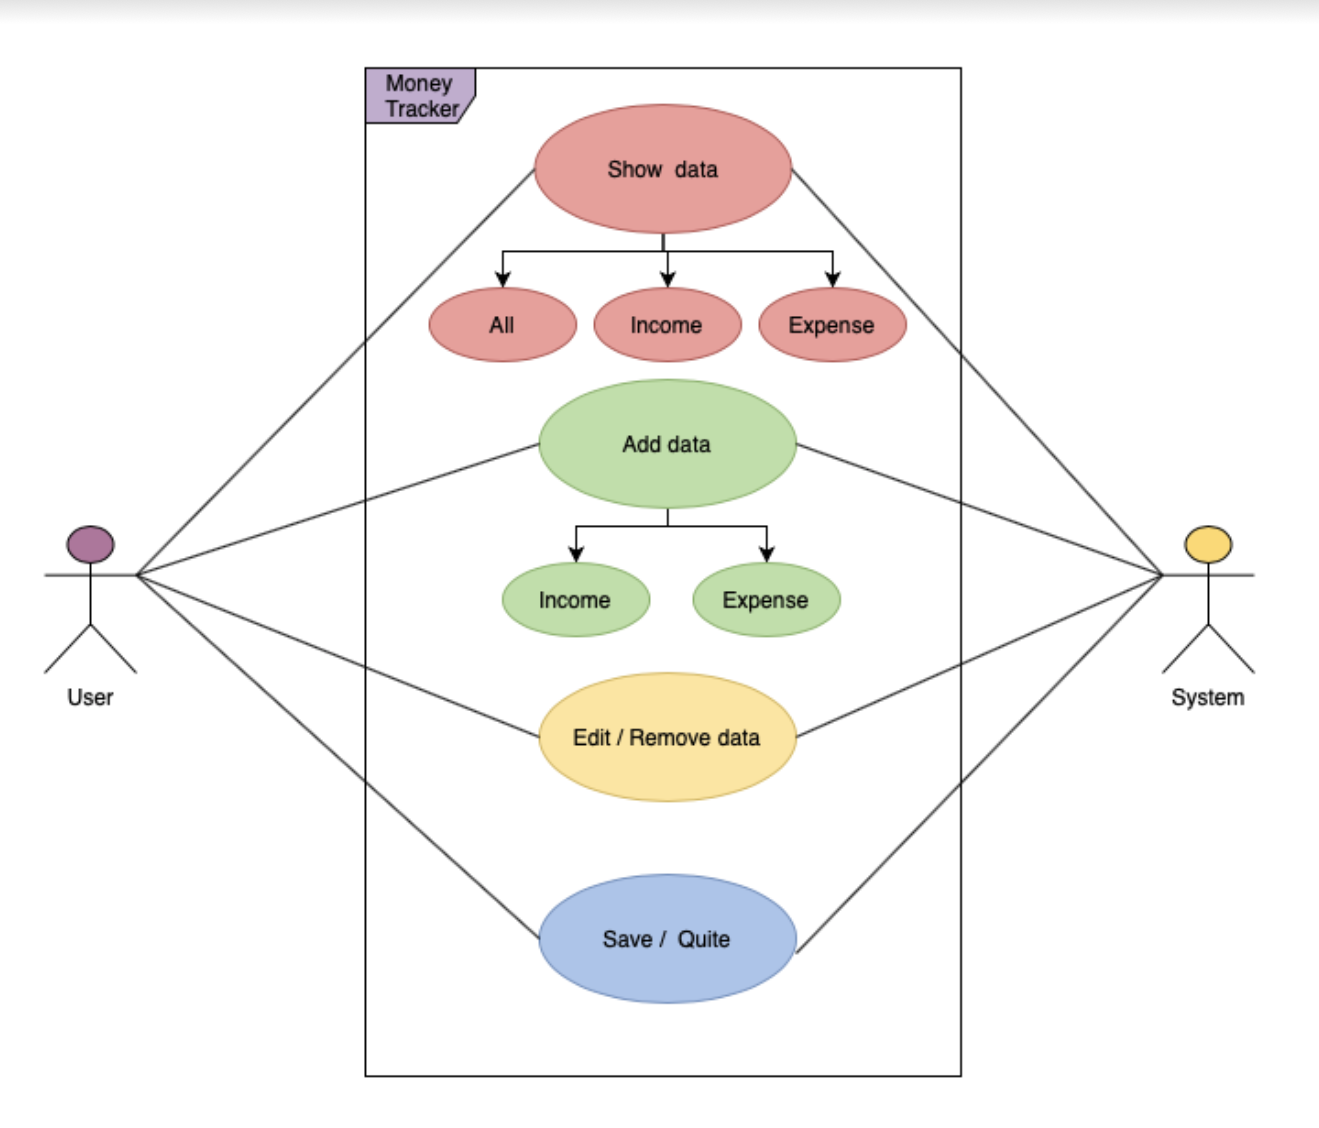 Money
Tracker
Show data
All
Income
Expense
Add data
Income
Expense
User
System
Edit / Remove data
Save / Quite